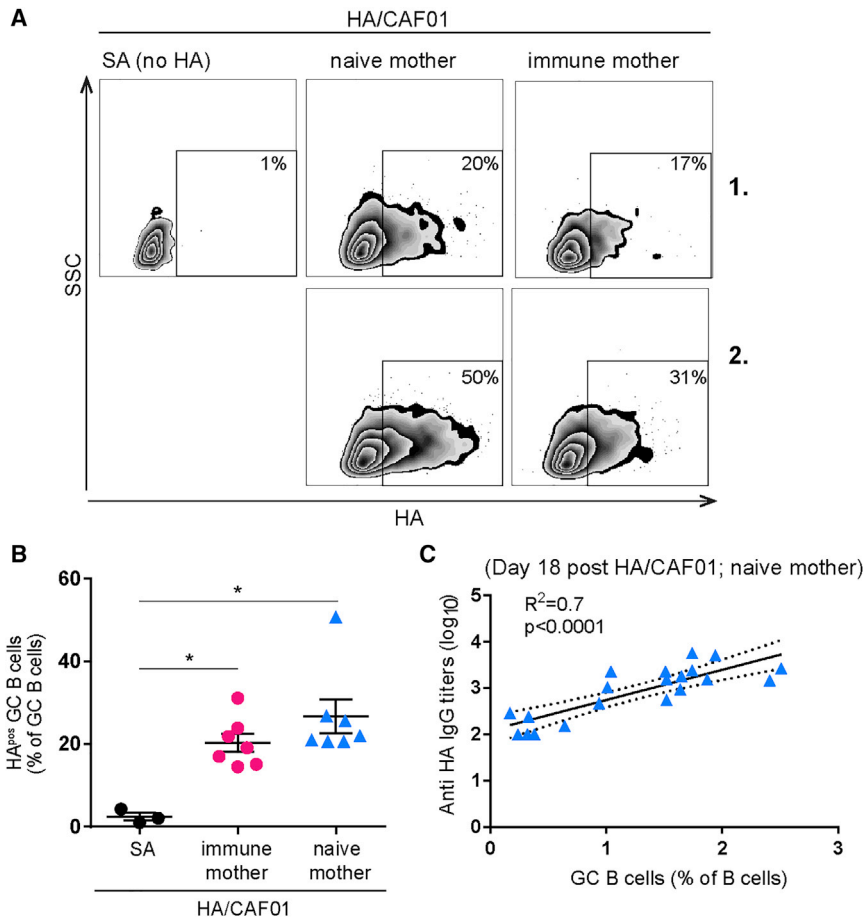 A
HA/CAF01
SA (no HA)
naive mother
immune mother
1%
20%
17%
1.
SSC
50%
31%
2.
HA
B
60
40
20
0
HAᵖᵒˢ GC B cells
(% of GC B cells)
*
*
SA
immune
mother
naive
mother
HA/CAF01
C
(Day 18 post HA/CAF01; naive mother)
R²=0.7
p<0.0001
Anti HA IgG titers (log₁₀)
5
4
3
2
1
0
0
1
2
3
GC B cells (% of B cells)